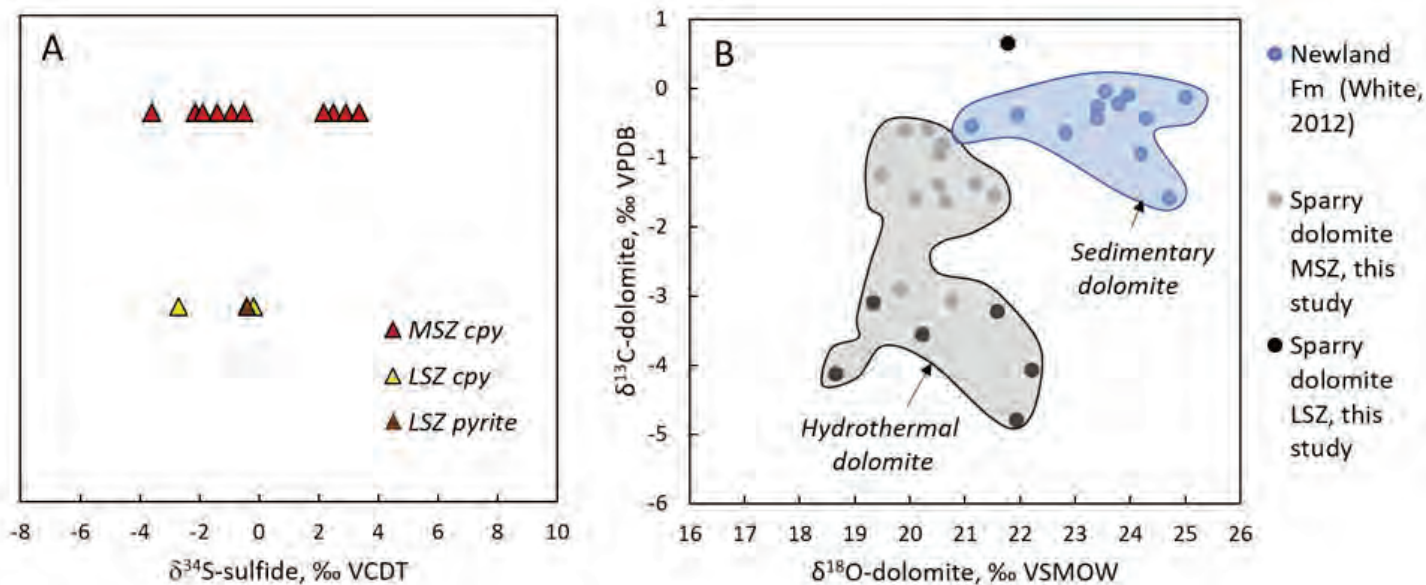 A
MSZ cpy
LSZ cpy
LSZ pyrite
-8
-6
-4
-2
0
2
4
6
8
10
δ³⁴S-sulfide, ‰ VCDT
B
1
0
-1
-2
-3
-4
-5
-6
δ¹³C-dolomite, ‰ VPDB
Sedimentary
dolomite
Hydrothermal
dolomite
16
17
18
19
20
21
22
23
24
25
26
δ¹⁸O-dolomite, ‰ VSMOW
Newland
Fm (White,
2012)
Sparry
dolomite
MSZ, this
study
Sparry
dolomite
LSZ, this
study